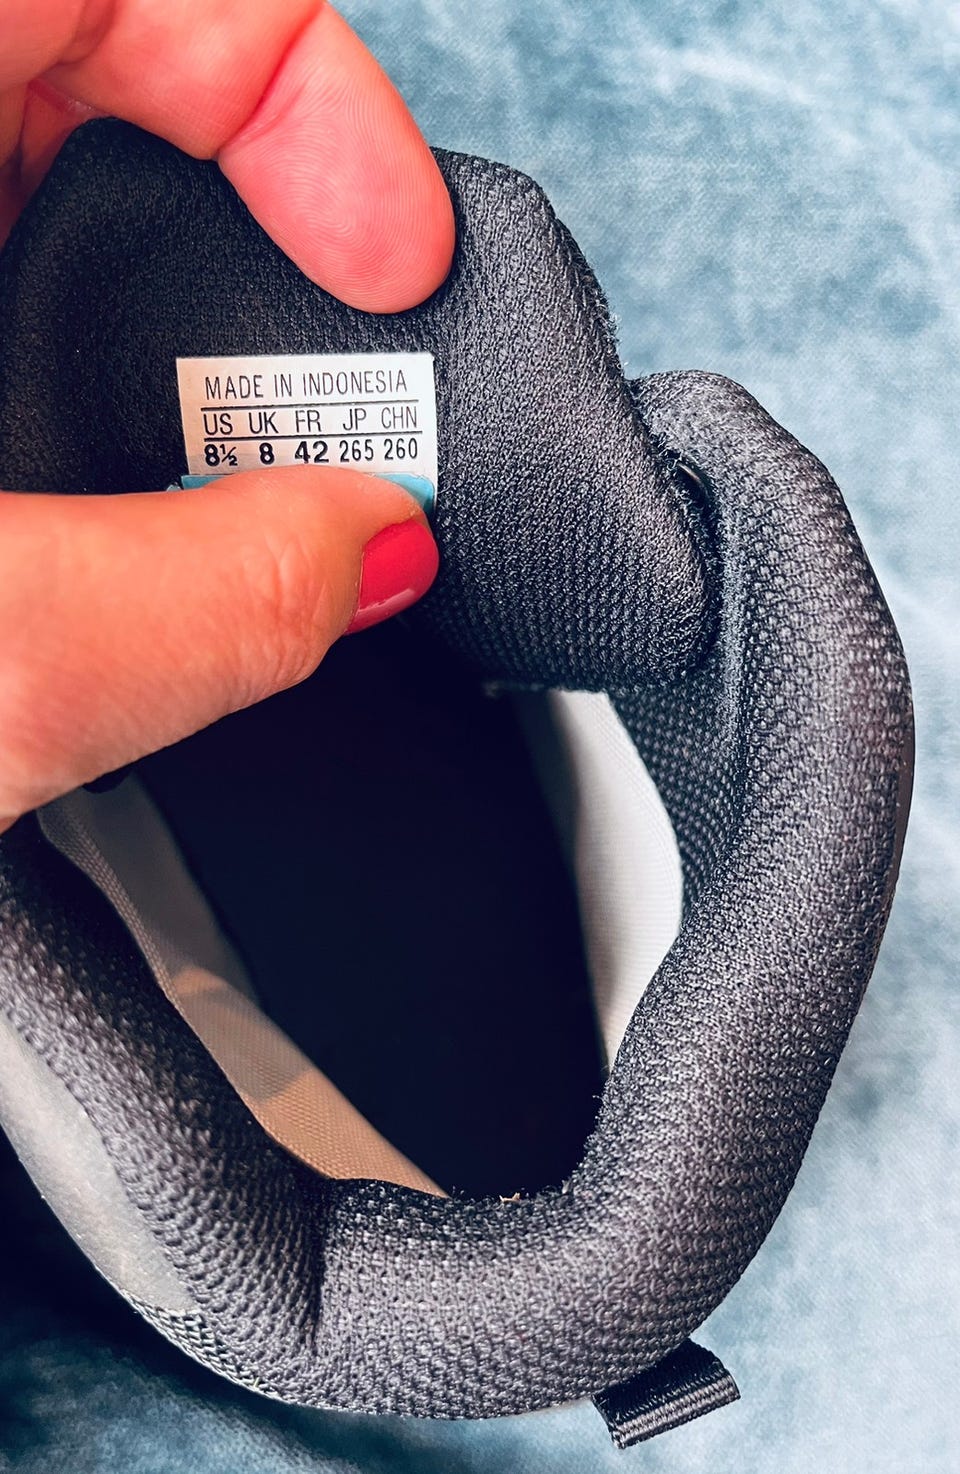 MADE IN INDONESIA
US UK FR JP CHN
8½ 8 42 265 260